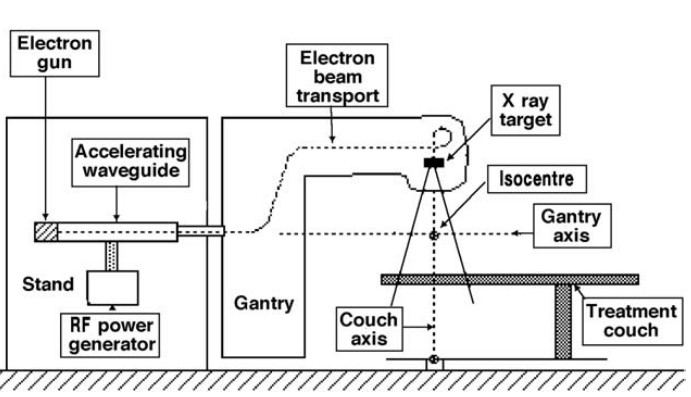 Electron
gun
Electron
beam
transport
X ray
target
Accelerating
waveguide
Isocentre
Gantry
axis
Stand
Gantry
RF power
generator
Couch
axis
Treatment
couch